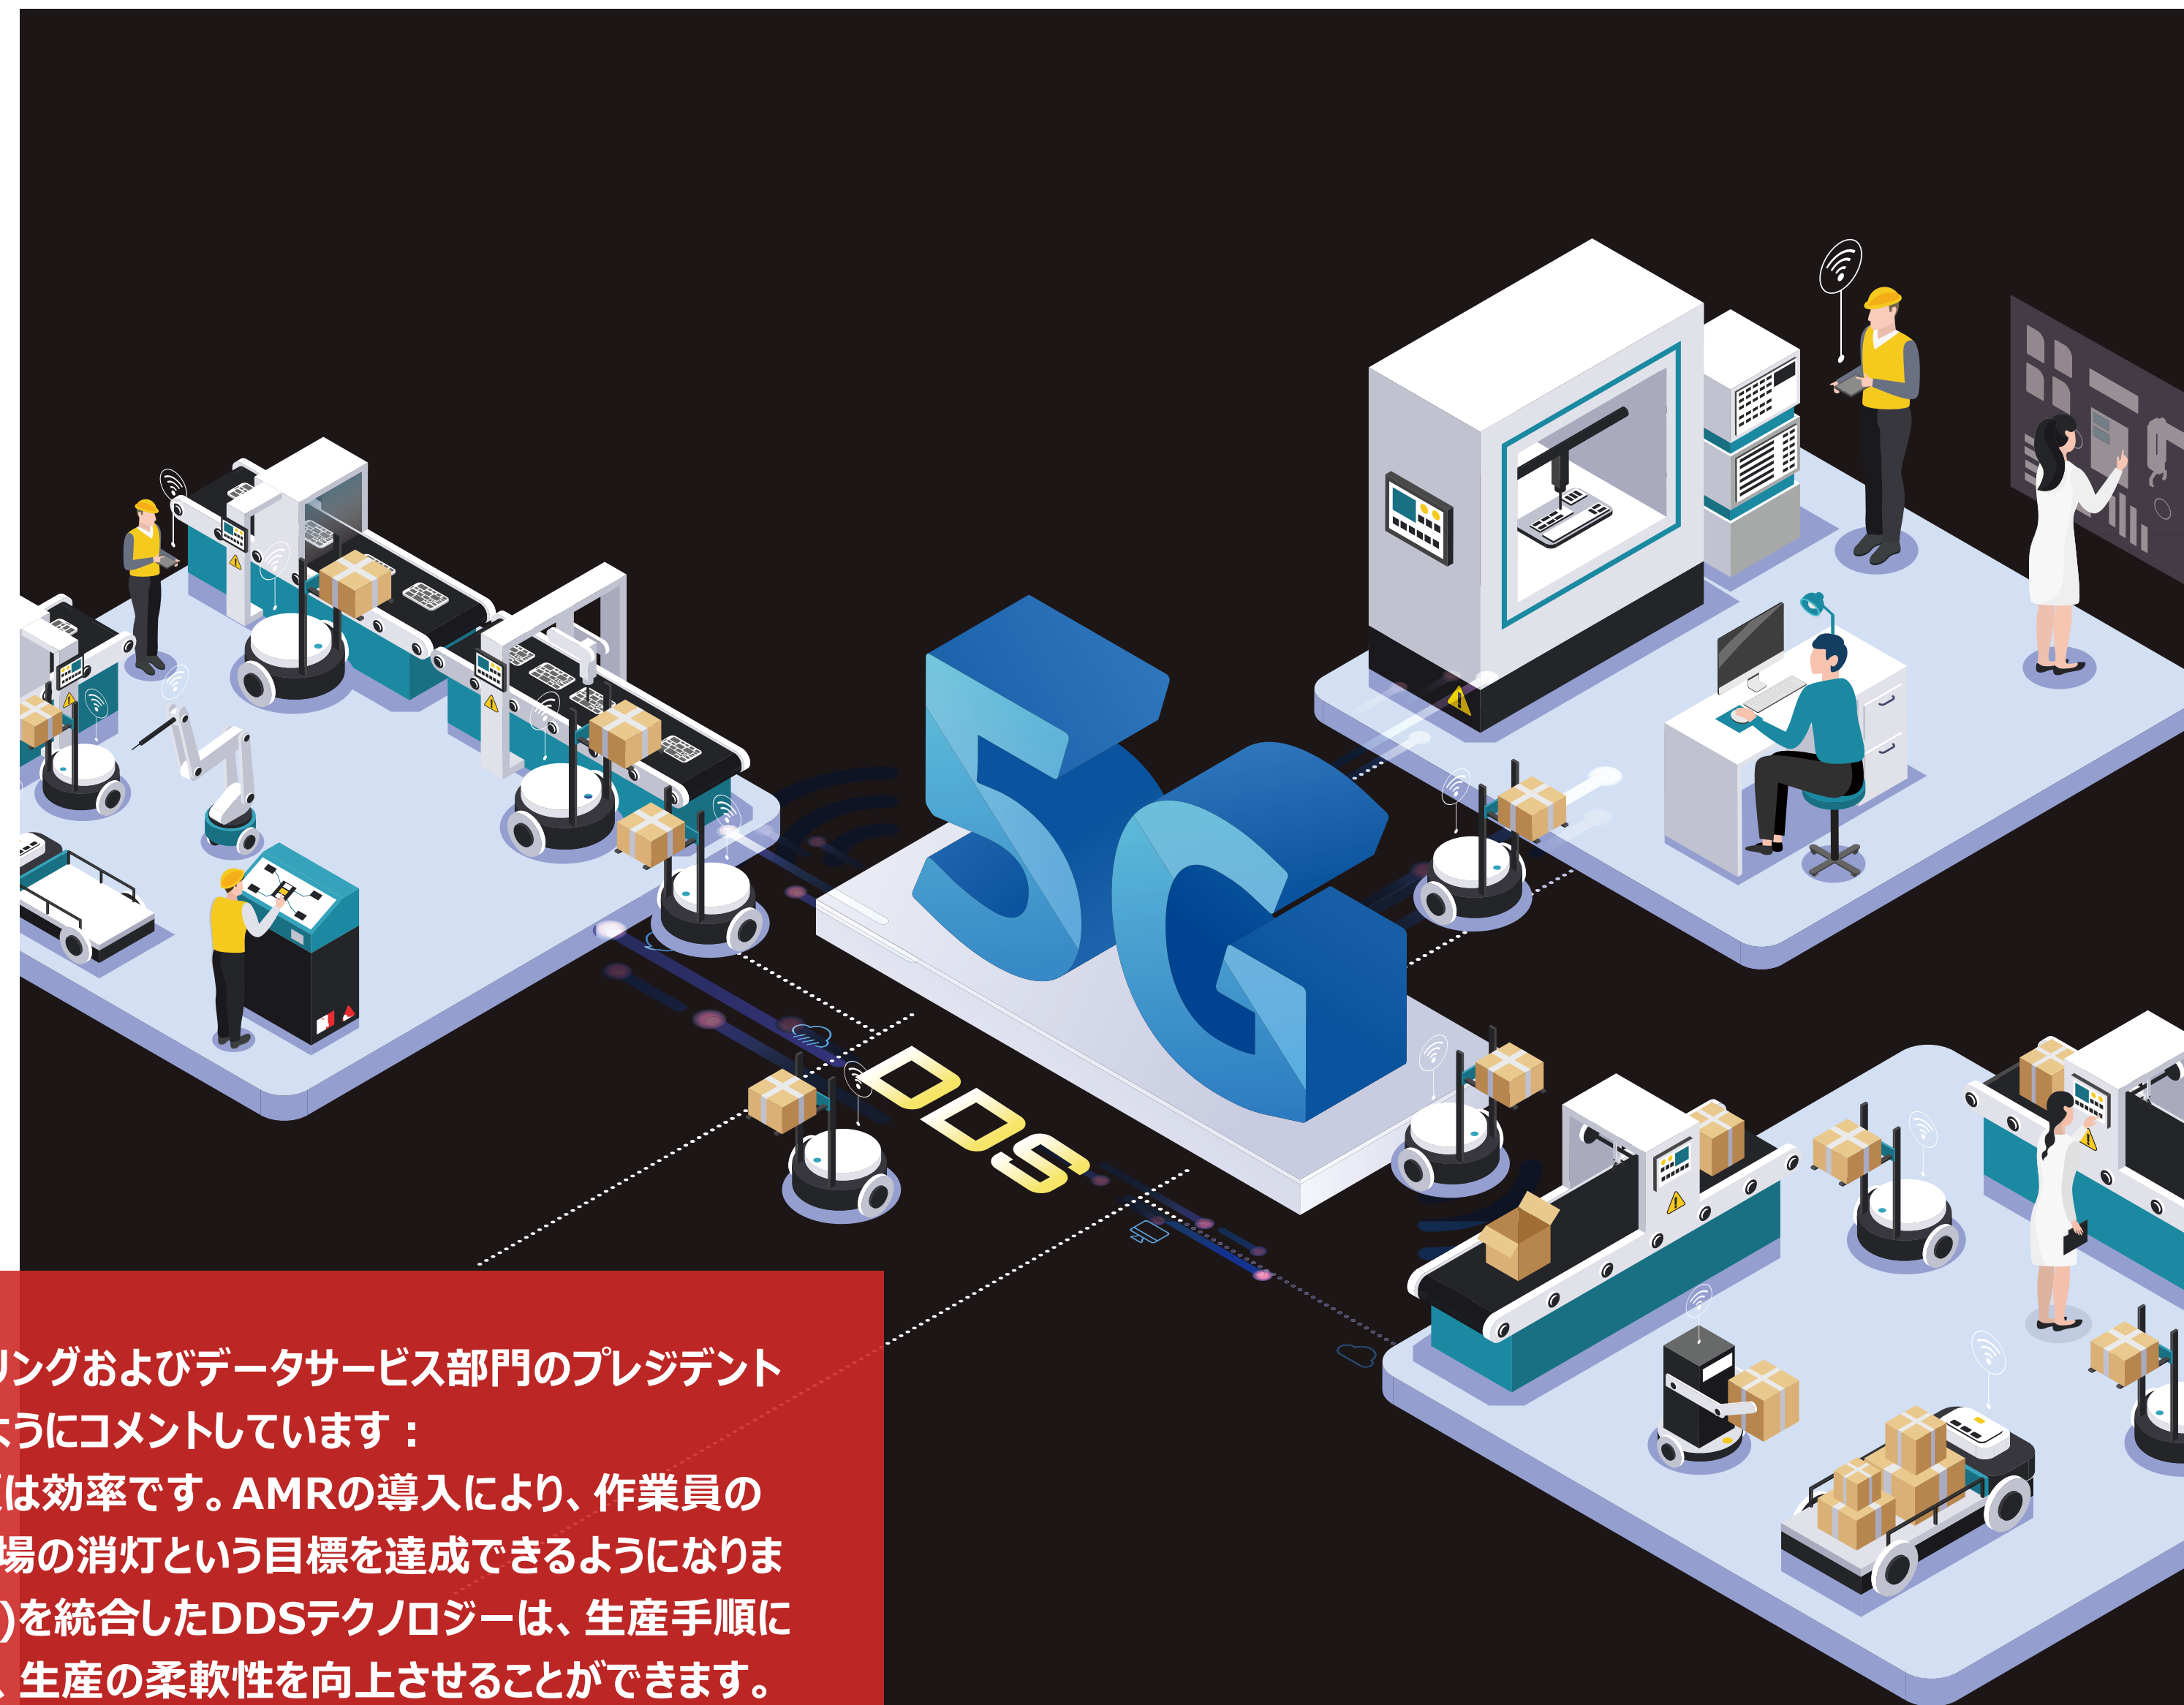 5G
DDS
リングおよびデータサービス部門のプレジデント
ようにコメントしています：
は効率です。AMRの導入により、作業員の
場の消灯という目標を達成できるようになりま
)を統合したDDSテクノロジーは、生産手順に
、生産の柔軟性を向上させることができます。